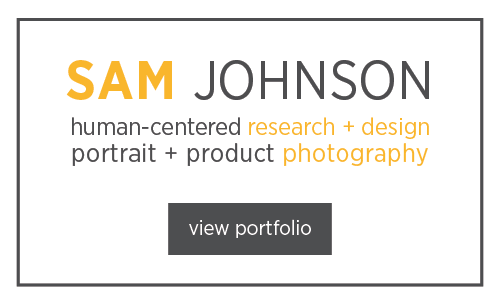 SAM JOHNSON
human-centered research + design
portrait + product photography
view portfolio